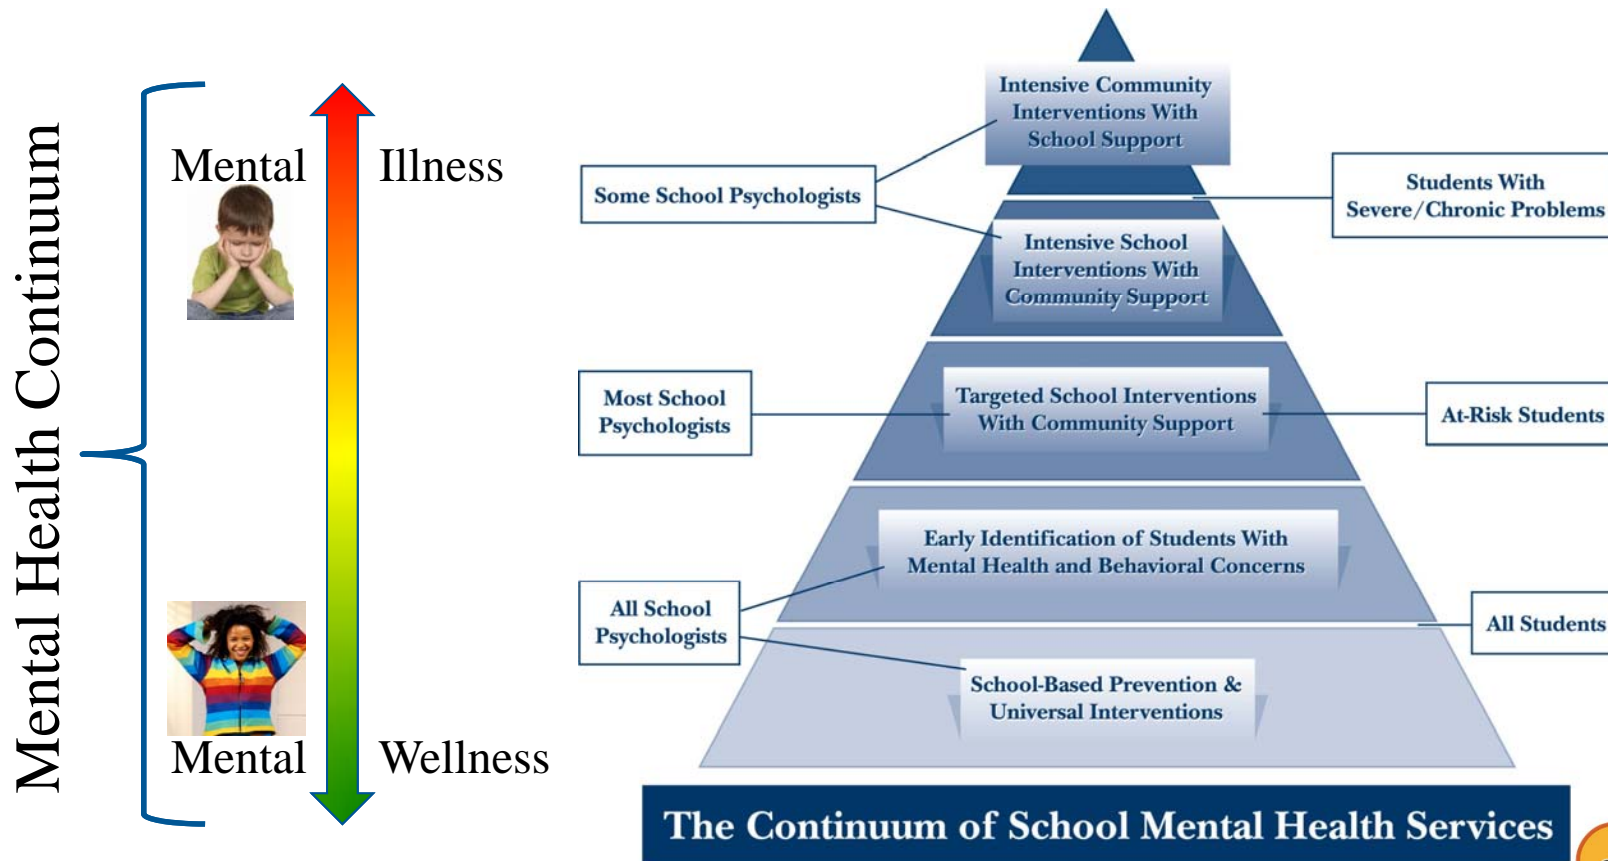 Mental Health Continuum
Mental Illness
Mental Wellness
Intensive Community
Interventions With
School Support
Some School Psychologists
Students With
Severe/Chronic Problems
Intensive School
Interventions With
Community Support
Most School
Psychologists
Targeted School Interventions
With Community Support
At-Risk Students
Early Identification of Students With
Mental Health and Behavioral Concerns
All School
Psychologists
All Students
School-Based Prevention &
Universal Interventions
The Continuum of School Mental Health Services